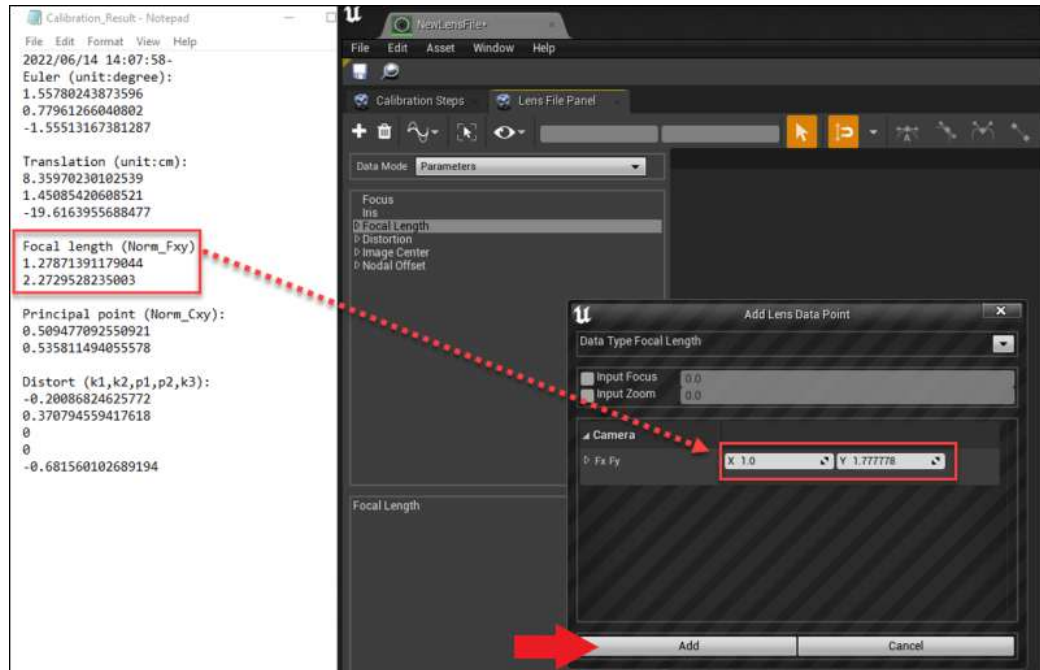 Calibration_Result - Notepad
File Edit Format View Help
2022/06/14 14:07:58-
Euler (unit:degree):
1.55780243873596
0.77961266040802
-1.55513167381287
Translation (unit:cm):
8.35970230102539
1.45085420608521
-19.6163955688477
Focal length (Norm_Fxy)
1.27871391179044
2.2729528235003
Principal point (Norm_Cxy):
0.509477092550921
0.535811494055578
Distort (k1,k2,p1,p2,k3):
-0.20086824625772
0.370794559417618
0
0
-0.681560102689194
NewLensFile*
File Edit Asset Window Help
Calibration Steps
Lens File Panel
Data Mode Parameters
Focus
Iris
Focal Length
Distortion
Image Center
Nodal Offset
Focal Length
Add Lens Data Point
Data Type Focal Length
Input Focus 0.0
Input Zoom 0.0
Camera
Fx Fy X 1.0 Y 1.777778
Add Cancel